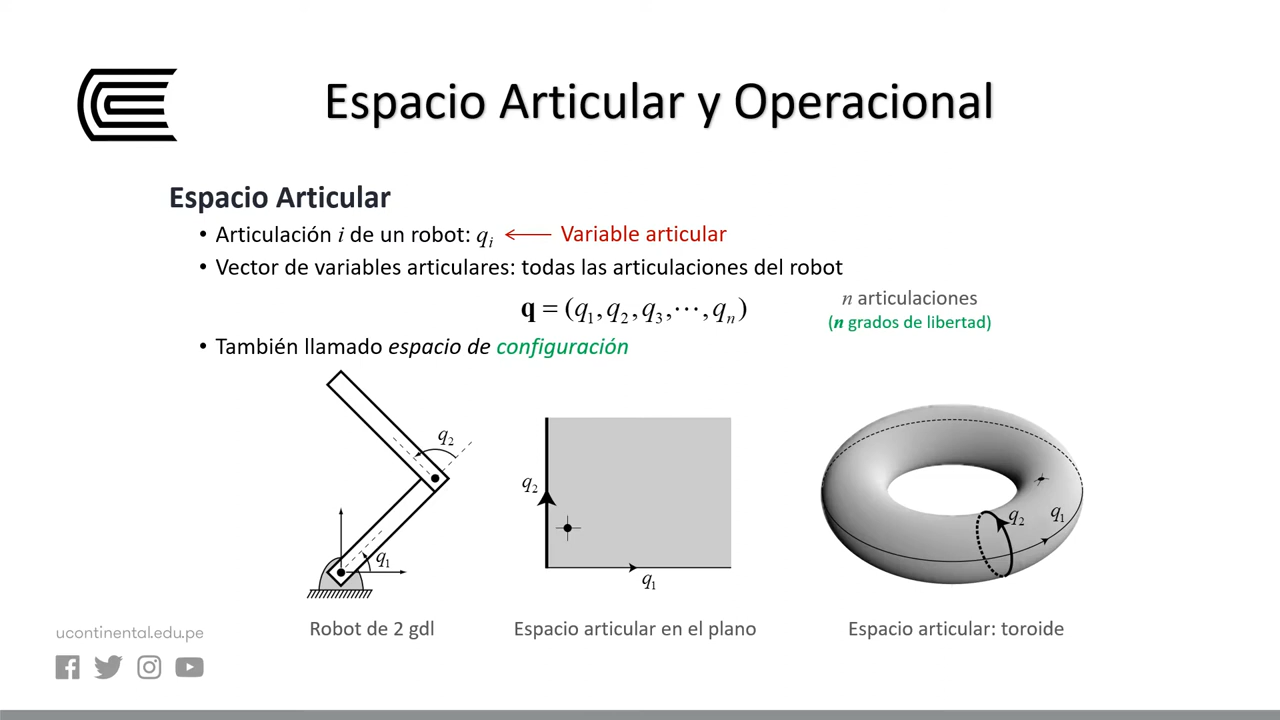 Espacio Articular y Operacional
Espacio Articular
• Articulación i de un robot: qᵢ ← Variable articular
• Vector de variables articulares: todas las articulaciones del robot
q = (q₁, q₂, q₃, ⋯, qₙ)
n articulaciones
(n grados de libertad)
• También llamado espacio de configuración
q₂
q₁
q₂
q₁
q₂
q₁
Robot de 2 gdl
Espacio articular en el plano
Espacio articular: toroide
ucontinental.edu.pe